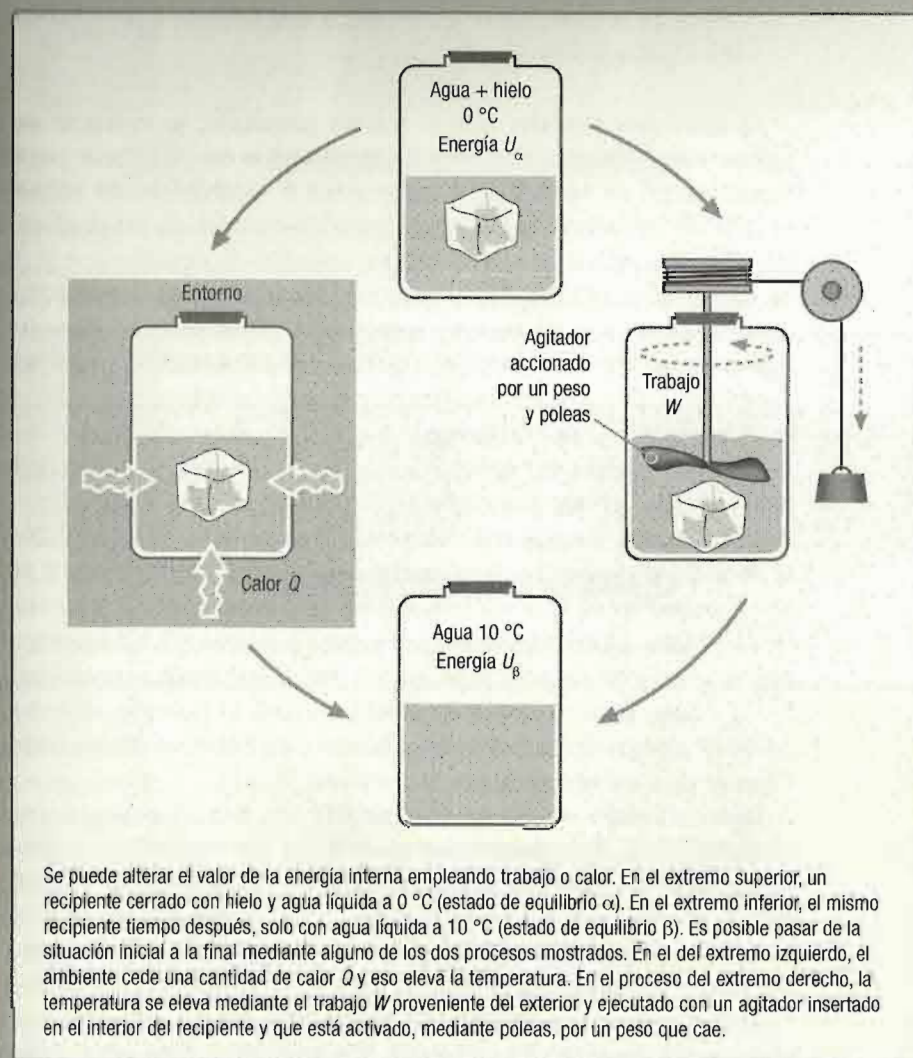 Agua + hielo
0 °C
Energía Uα
Entorno
Calor Q
Agitador
accionado
por un peso
y poleas
Trabajo
W
Agua 10 °C
Energía Uβ
Se puede alterar el valor de la energía interna empleando trabajo o calor. En el extremo superior, un
recipiente cerrado con hielo y agua líquida a 0 °C (estado de equilibrio α). En el extremo inferior, el mismo
recipiente tiempo después, solo con agua líquida a 10 °C (estado de equilibrio β). Es posible pasar de la
situación inicial a la final mediante alguno de los dos procesos mostrados. En el del extremo izquierdo, el
ambiente cede una cantidad de calor Q y eso eleva la temperatura. En el proceso del extremo derecho, la
temperatura se eleva mediante el trabajo W proveniente del exterior y ejecutado con un agitador insertado
en el interior del recipiente y que está activado, mediante poleas, por un peso que cae.